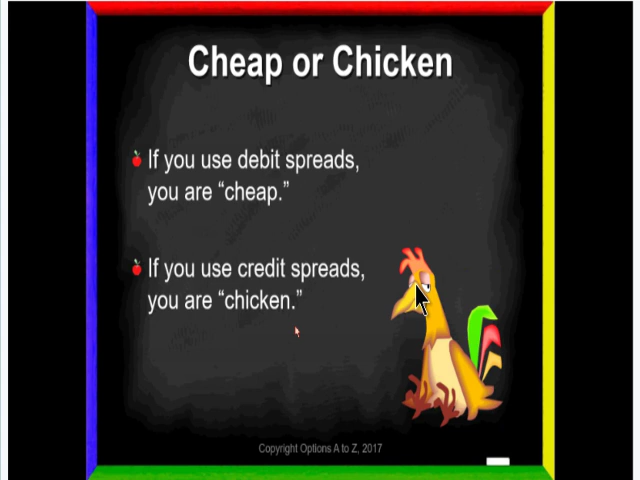 Cheap or Chicken
If you use debit spreads,
you are “cheap.”
If you use credit spreads,
you are “chicken.”
Copyright Options A to Z, 2017